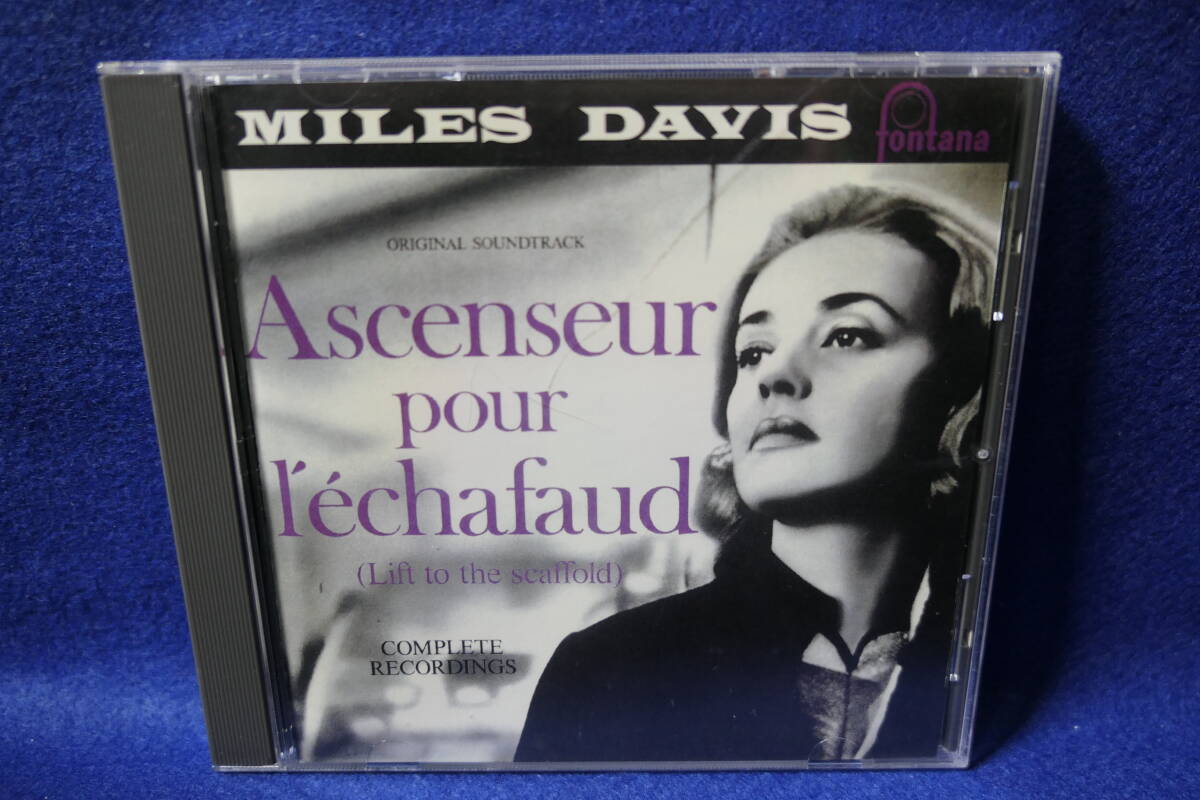 MILES DAVIS
fontana
ORIGINAL SOUNDTRACK
Ascenseur
pour
l'échafaud
(Lift to the scaffold)
COMPLETE
RECORDINGS